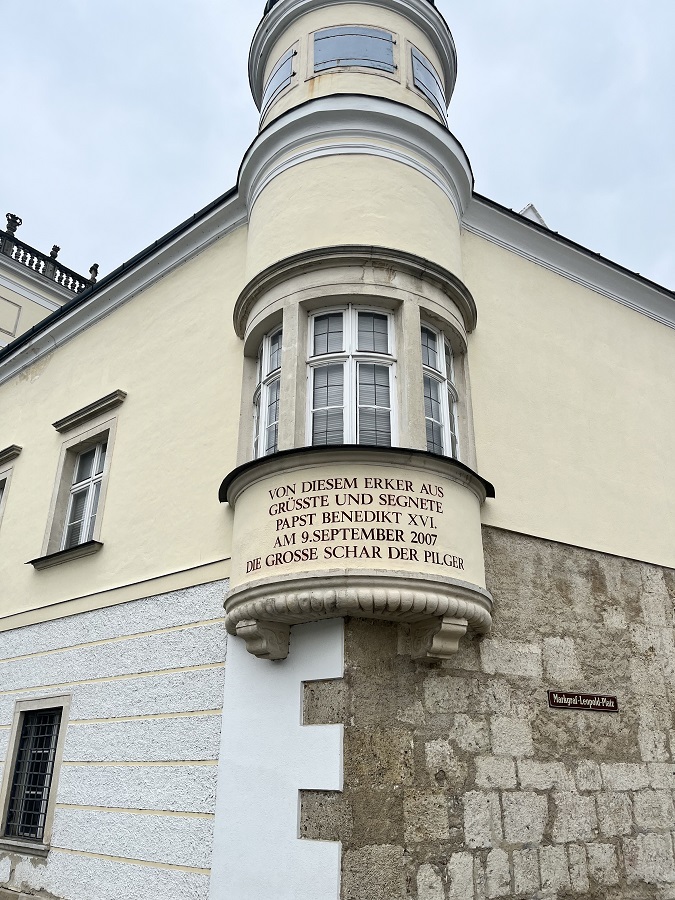 VON DIESEM ERKER AUS
GRÜSSTE UND SEGNETE
PAPST BENEDIKT XVI.
AM 9.SEPTEMBER 2007
DIE GROSSE SCHAR DER PILGER
Markgraf-Leopold-Platz